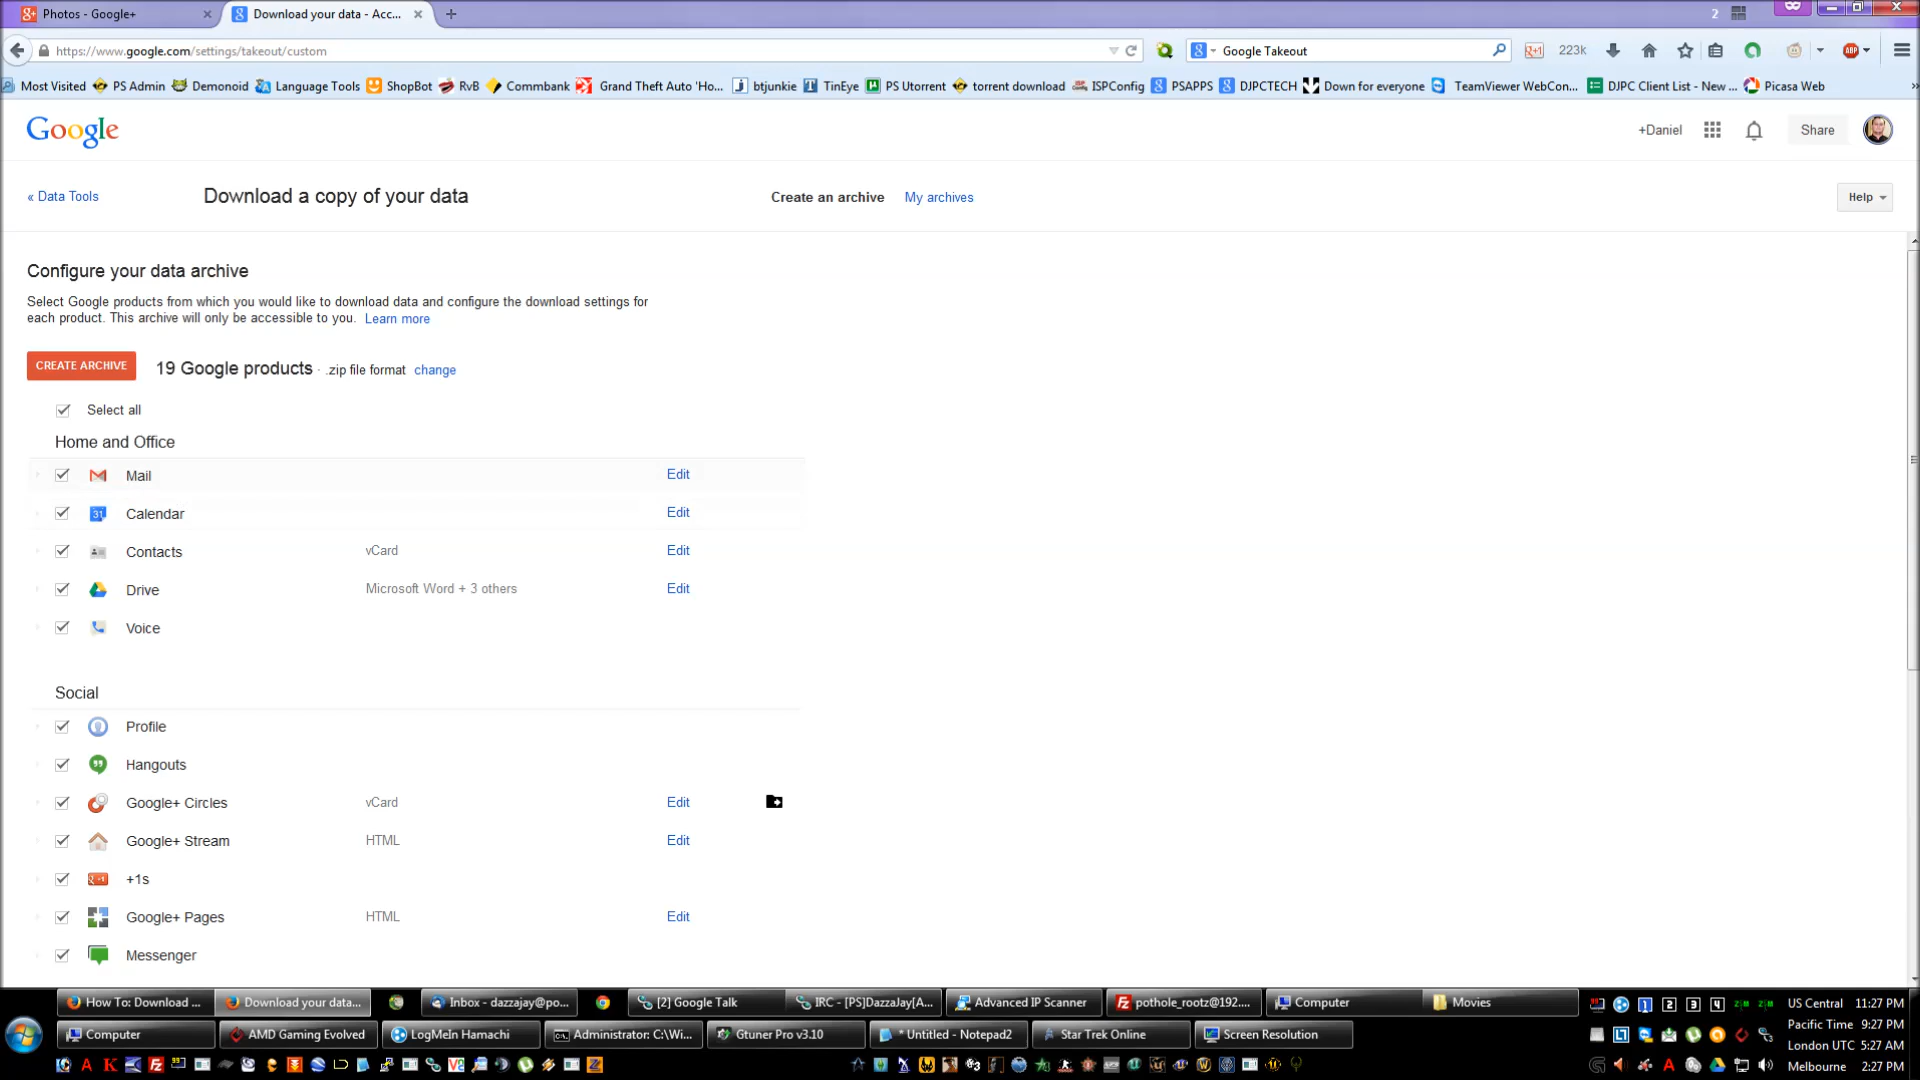 Photos - Google+
Download your data - Acc...
2
https://www.google.com/settings/takeout/custom
Google Takeout
223k
Most Visited
PS Admin
Demonoid
Language Tools
ShopBot
RvB
Commbank
Grand Theft Auto 'Ho...
btjunkie
TinEye
PS Utorrent
torrent download
ISPConfig
PSAPPS
DJPCTECH
Down for everyone
TeamViewer WebCon...
DJPC Client List - New ...
Picasa Web
Google
+Daniel
Share
« Data Tools
Download a copy of your data
Create an archive
My archives
Help
Configure your data archive
Select Google products from which you would like to download data and configure the download settings for
each product. This archive will only be accessible to you. Learn more
CREATE ARCHIVE
19 Google products · .zip file format change
Select all
Home and Office
Mail Edit
Calendar Edit
Contacts vCard Edit
Drive Microsoft Word + 3 others Edit
Voice
Social
Profile
Hangouts
Google+ Circles vCard Edit
Google+ Stream HTML Edit
+1s
Google+ Pages HTML Edit
Messenger
How To: Download ...
Download your data...
Inbox - dazzajay@po...
[2] Google Talk
IRC - [PS]DazzaJay[A...
Advanced IP Scanner
pothole_rootz@192....
Computer
Movies
US Central 11:27 PM
Computer
AMD Gaming Evolved
LogMeIn Hamachi
Administrator: C:\Wi...
Gtuner Pro v3.10
* Untitled - Notepad2
Star Trek Online
Screen Resolution
Pacific Time 9:27 PM
London UTC 5:27 AM
Melbourne 2:27 PM